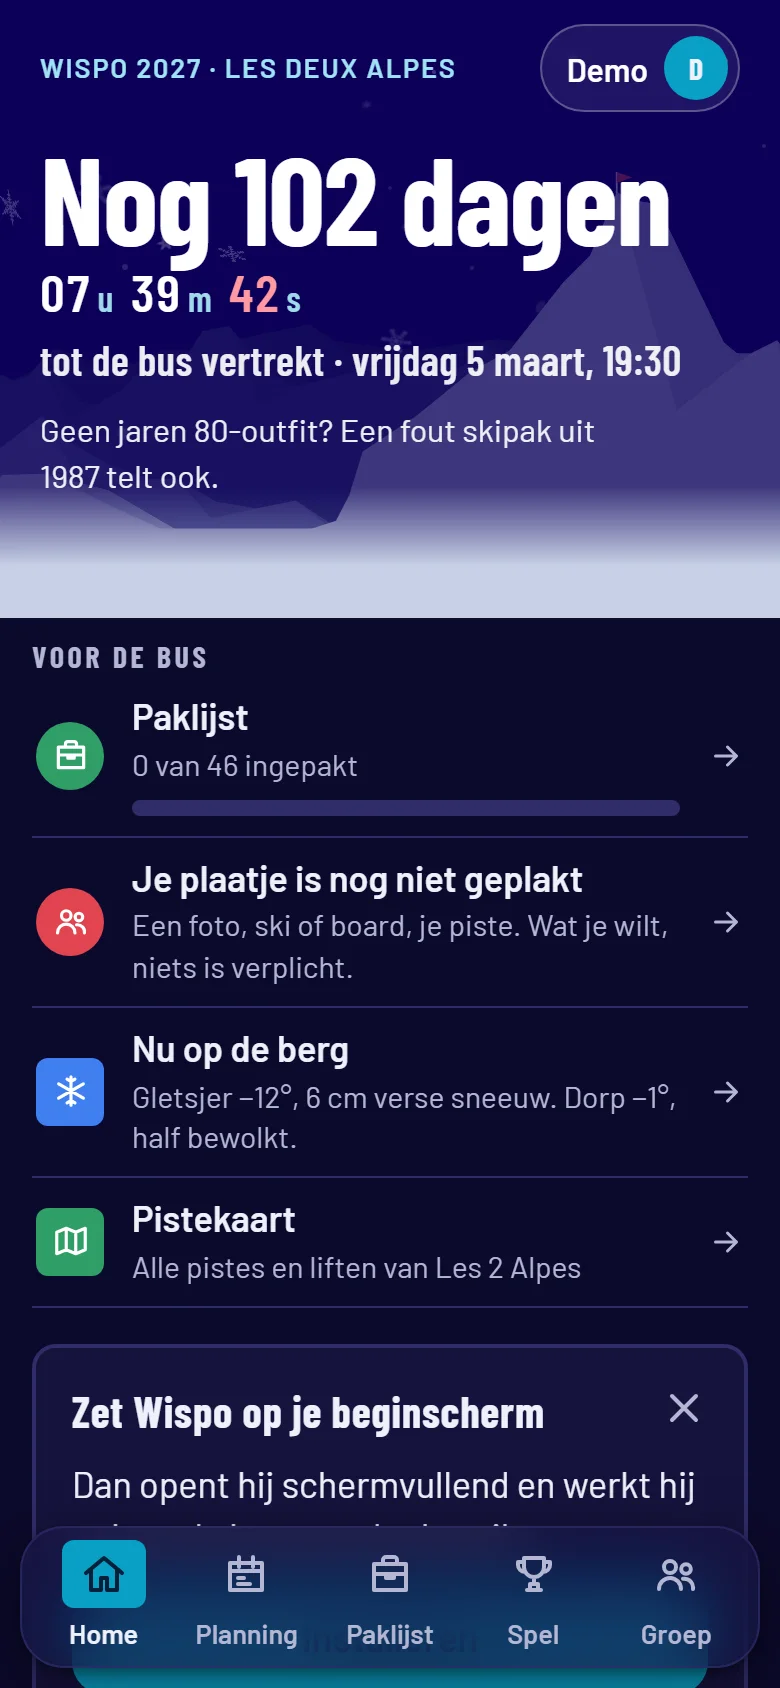 WISPO 2027 · LES DEUX ALPES
Demo D
Nog 102 dagen
07 u 39 m 42 s
tot de bus vertrekt · vrijdag 5 maart, 19:30
Geen jaren 80-outfit? Een fout skipak uit
1987 telt ook.
VOOR DE BUS
Paklijst
0 van 46 ingepakt
Je plaatje is nog niet geplakt
Een foto, ski of board, je piste. Wat je wilt,
niets is verplicht.
Nu op de berg
Gletsjer −12°, 6 cm verse sneeuw. Dorp −1°,
half bewolkt.
Pistekaart
Alle pistes en liften van Les 2 Alpes
Zet Wispo op je beginscherm
Dan opent hij schermvullend en werkt hij
Home
Planning
Paklijst
Spel
Groep